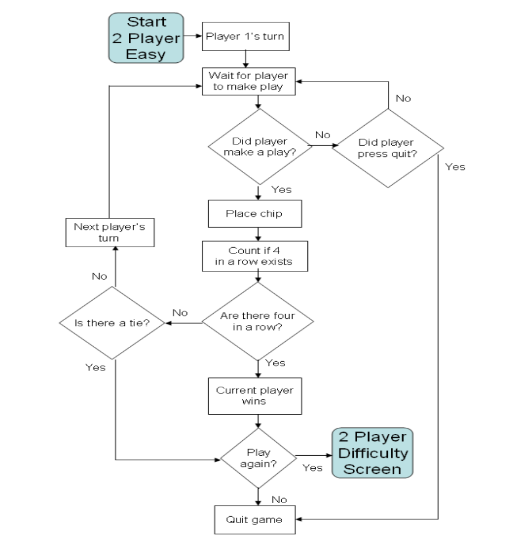 Start
2 Player
Easy
Player 1's turn
Wait for player
to make play
No
Did player
make a play?
No
Did player
press quit?
Yes
Yes
Place chip
Next player's
turn
Count if 4
in a row exists
No
Is there a tie?
No
Are there four
in a row?
Yes
Yes
Current player
wins
Play
again?
Yes
2 Player
Difficulty
Screen
No
Quit game